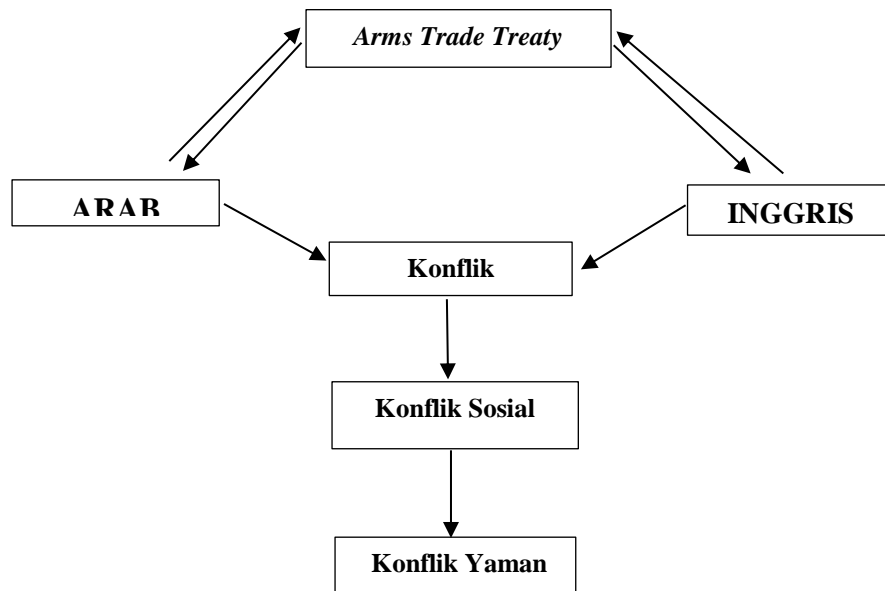 Arms Trade Treaty
ARAB
INGGRIS
Konflik
Konflik Sosial
Konflik Yaman